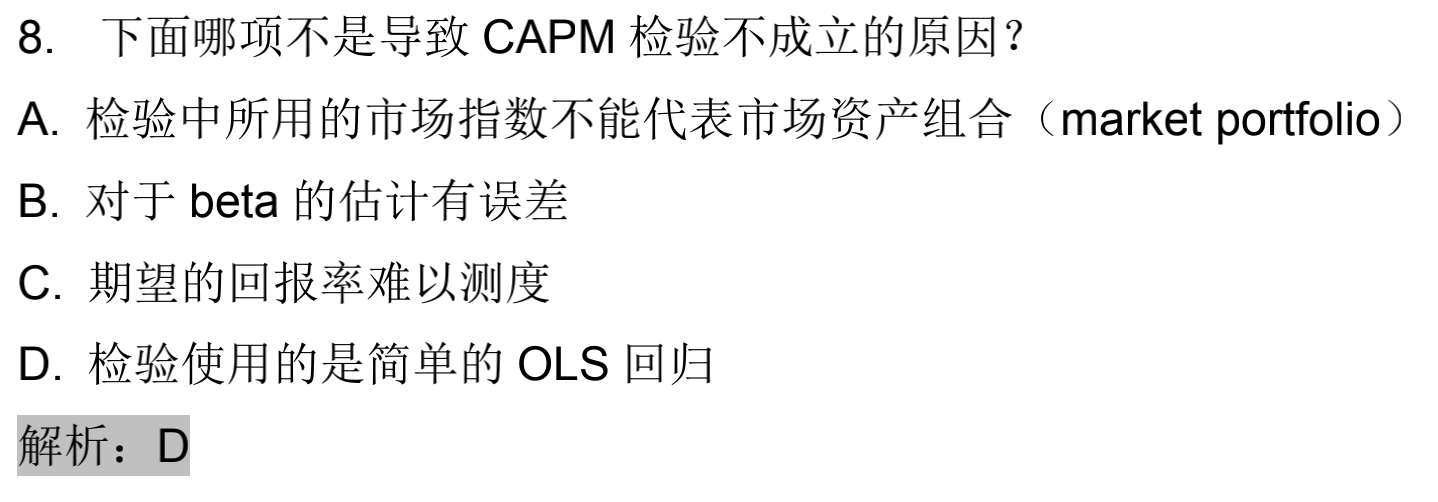 8. 下面哪项不是导致 CAPM 检验不成立的原因？
A. 检验中所用的市场指数不能代表市场资产组合（market portfolio）
B. 对于 beta 的估计有误差
C. 期望的回报率难以测度
D. 检验使用的是简单的 OLS 回归
解析：D